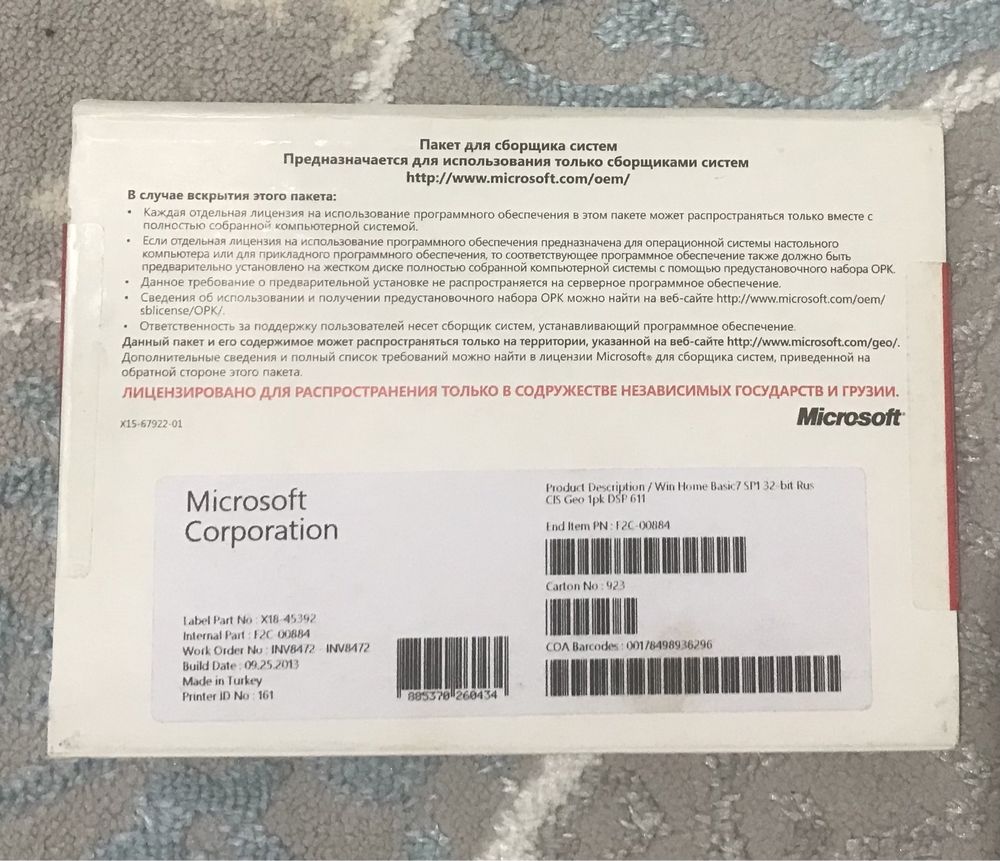 Пакет для сборщика систем
Предназначается для использования только сборщиками систем
http://www.microsoft.com/oem/
В случае вскрытия этого пакета:
• Каждая отдельная лицензия на использование программного обеспечения в этом пакете может распространяться только вместе с
полностью собранной компьютерной системой.
• Если отдельная лицензия на использование программного обеспечения предназначена для операционной системы настольного
компьютера или для прикладного программного обеспечения, то соответствующее программное обеспечение также должно быть
предварительно установлено на жестком диске полностью собранной компьютерной системы с помощью предустановочного набора OPK.
• Данное требование о предварительной установке не распространяется на серверное программное обеспечение.
• Сведения об использовании и получении предустановочного набора OPK можно найти на веб-сайте http://www.microsoft.com/oem/
sblicense/OPK/.
• Ответственность за поддержку пользователей несет сборщик систем, устанавливающий программное обеспечение.
Данный пакет и его содержимое может распространяться только на территории, указанной на веб-сайте http://www.microsoft.com/geo/.
Дополнительные сведения и полный список требований можно найти в лицензии Microsoft® для сборщика систем, приведенной на
обратной стороне этого пакета.
ЛИЦЕНЗИРОВАНО ДЛЯ РАСПРОСТРАНЕНИЯ ТОЛЬКО В СОДРУЖЕСТВЕ НЕЗАВИСИМЫХ ГОСУДАРСТВ И ГРУЗИИ.
X15-67922-01
Microsoft
Microsoft
Corporation
Label Part No : X18-45392
Internal Part : F2C-00884
Work Order No : INV8472 - INV8472
Build Date : 09.25.2013
Made in Turkey
Printer ID No : 161
885370 260434
Product Description / Win Home Basic7 SP1 32-bit Rus
CIS Geo 1pk DSP 611
End Item PN : F2C-00884
Carton No : 923
COA Barcodes : 00178498936296